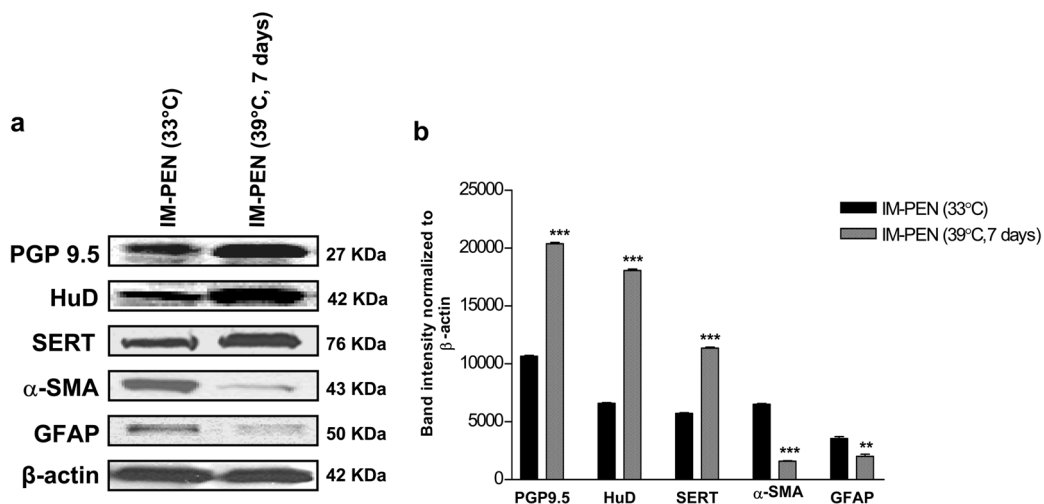 a
IM-PEN (33°C)
IM-PEN (39°C, 7 days)
PGP 9.5
27 KDa
HuD
42 KDa
SERT
76 KDa
α-SMA
43 KDa
GFAP
50 KDa
β-actin
42 KDa
b
Band intensity normalized to
β-actin
25000
20000
15000
10000
5000
0
***
***
***
***
**
PGP9.5
HuD
SERT
α-SMA
GFAP
IM-PEN (33°C)
IM-PEN (39°C,7 days)